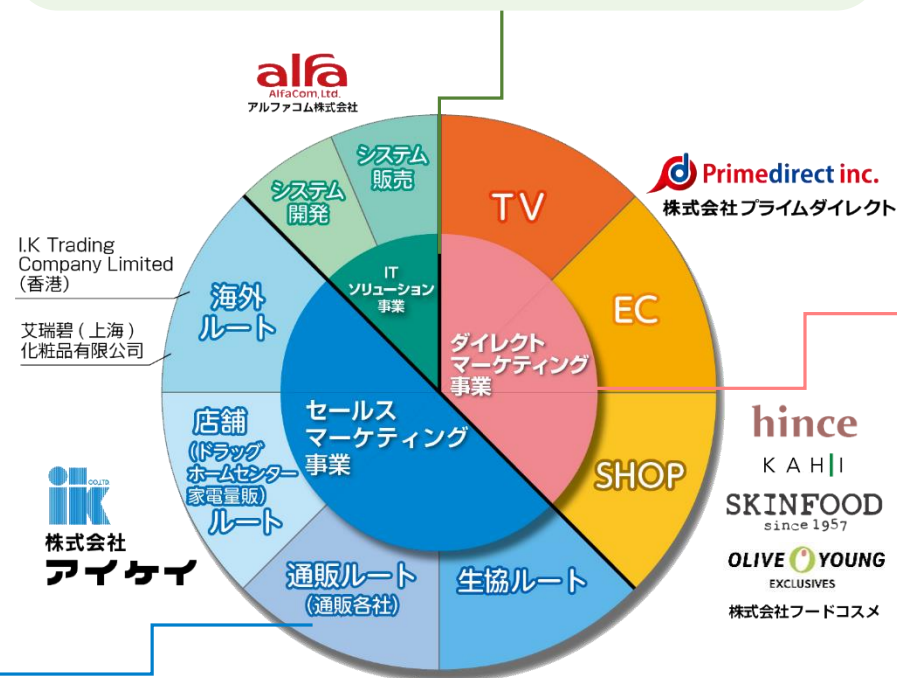 alfa
AlfaCom,Ltd.
アルファコム株式会社
システム
販売
システム
開発
IT
ソリューション
事業
TV
Primedirect inc.
株式会社プライムダイレクト
EC
SHOP
ダイレクト
マーケティング
事業
I.K Trading
Company Limited
(香港)
艾瑞碧(上海)
化粧品有限公司
海外
ルート
セールス
マーケティング
事業
店舗
(ドラッグ
ホームセンター
家電量販)
ルート
通販ルート
(通販各社)
生協ルート
ik
CO.,LTD
株式会社
アイケイ
hince
KAHI
SKINFOOD
since 1957
OLIVE YOUNG
EXCLUSIVES
株式会社フードコスメ